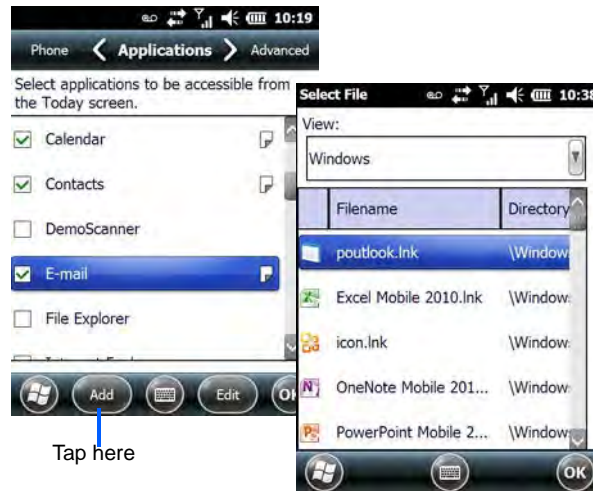 10:19
Phone Applications Advanced
Select applications to be accessible from
the Today screen.
Calendar
Contacts
DemoScanner
E-mail
File Explorer
Add Edit OK
Tap here
Select File 10:38
View:
Windows
Filename Directory
poutlook.lnk \Window
Excel Mobile 2010.lnk \Window
icon.lnk \Window
OneNote Mobile 201... \Window
PowerPoint Mobile 2... \Window
OK